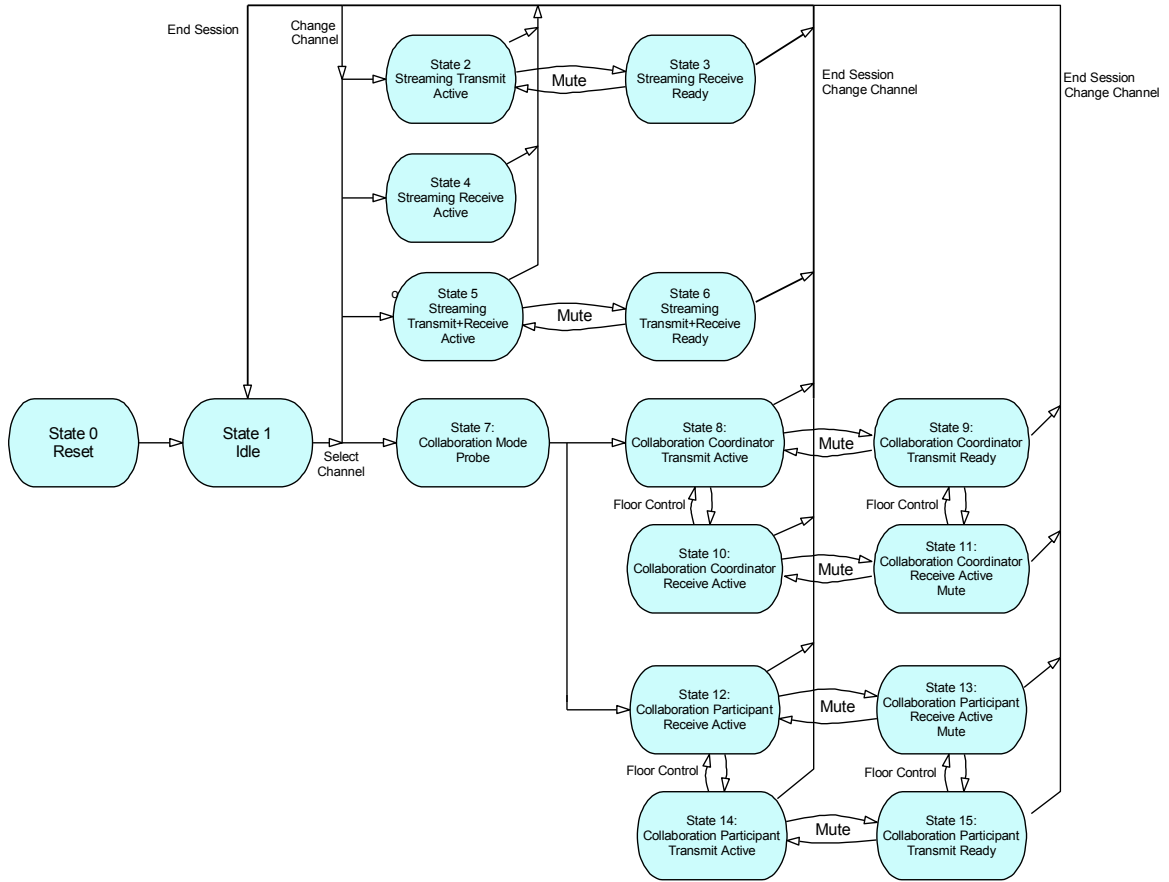 End Session
Change
Channel
State 2
Streaming Transmit
Active
Mute
State 3
Streaming Receive
Ready
End Session
Change Channel
End Session
Change Channel
State 4
Streaming Receive
Active
State 5
Streaming
Transmit+Receive
Active
Mute
State 6
Streaming
Transmit+Receive
Ready
State 0
Reset
State 1
Idle
Select
Channel
State 7:
Collaboration Mode
Probe
State 8:
Collaboration Coordinator
Transmit Active
Mute
State 9:
Collaboration Coordinator
Transmit Ready
Floor Control
Floor Control
State 10:
Collaboration Coordinator
Receive Active
Mute
State 11:
Collaboration Coordinator
Receive Active
Mute
State 12:
Collaboration Participant
Receive Active
Mute
State 13:
Collaboration Participant
Receive Active
Mute
Floor Control
Floor Control
State 14:
Collaboration Participant
Transmit Active
Mute
State 15:
Collaboration Participant
Transmit Ready